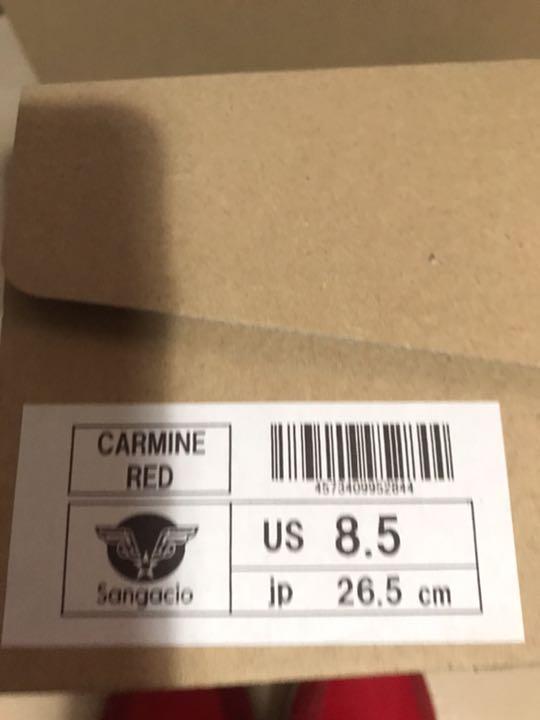 CARMINE
RED
4573409952844
Sangacio
US 8.5
jp 26.5 cm